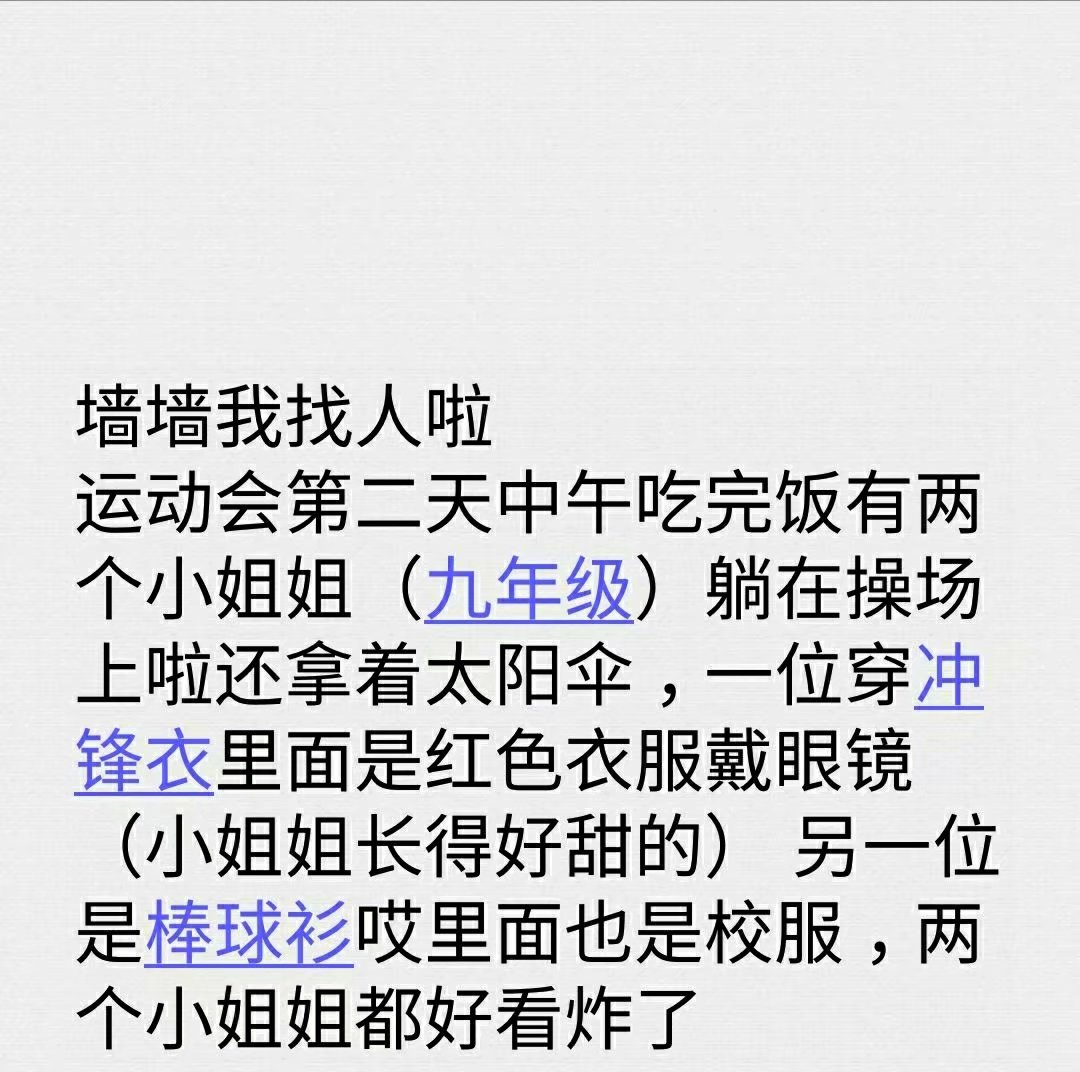 墙墙我找人啦
运动会第二天中午吃完饭有两
个小姐姐（九年级）躺在操场
上啦还拿着太阳伞，一位穿冲
锋衣里面是红色衣服戴眼镜
（小姐姐长得好甜的） 另一位
是棒球衫哎里面也是校服，两
个小姐姐都好看炸了